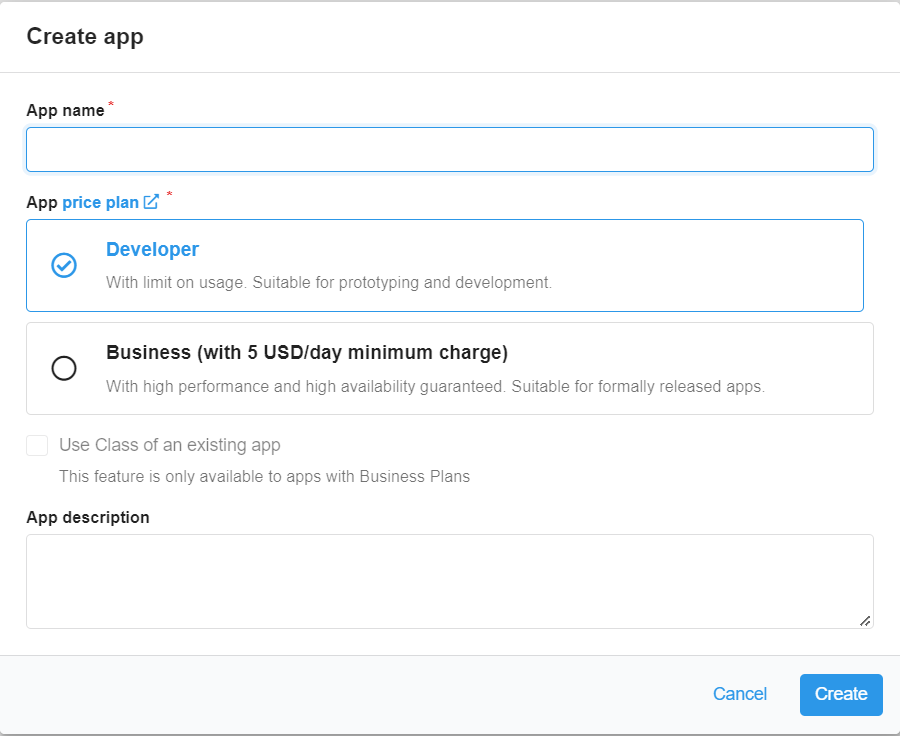 Create app
App name *
App price plan *
Developer
With limit on usage. Suitable for prototyping and development.
Business (with 5 USD/day minimum charge)
With high performance and high availability guaranteed. Suitable for formally released apps.
Use Class of an existing app
This feature is only available to apps with Business Plans
App description
Cancel Create